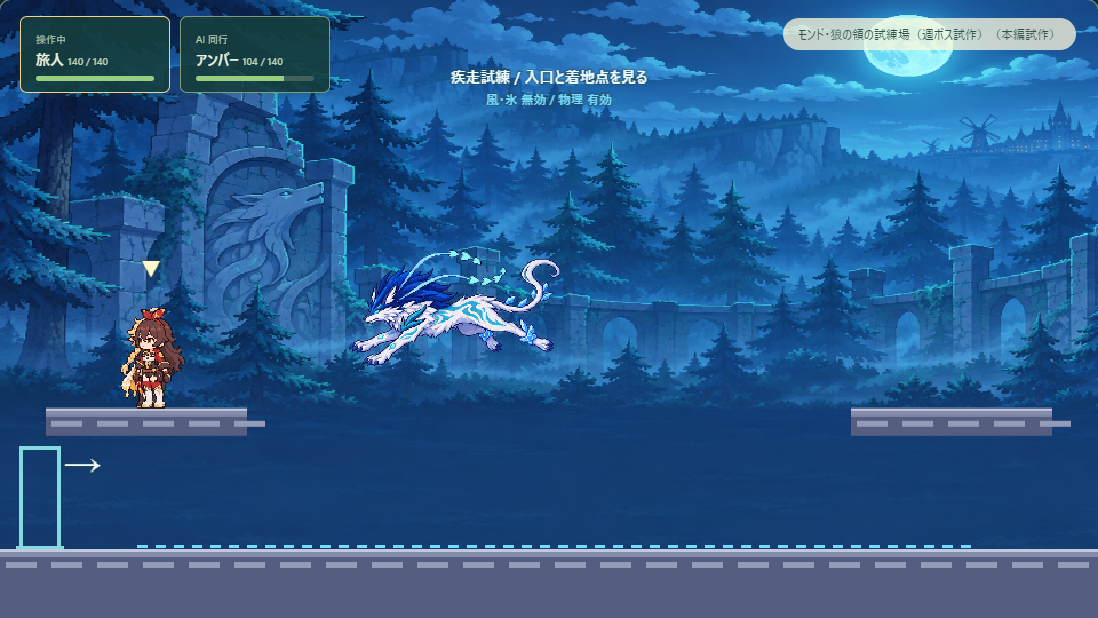 操作中
旅人 140 / 140
AI 同行
アンバー 104 / 140
モンド・狼の領の試練場（週ボス試作）（本編試作）
疾走試練 / 入口と着地点を見る
風・氷 無効 / 物理 有効